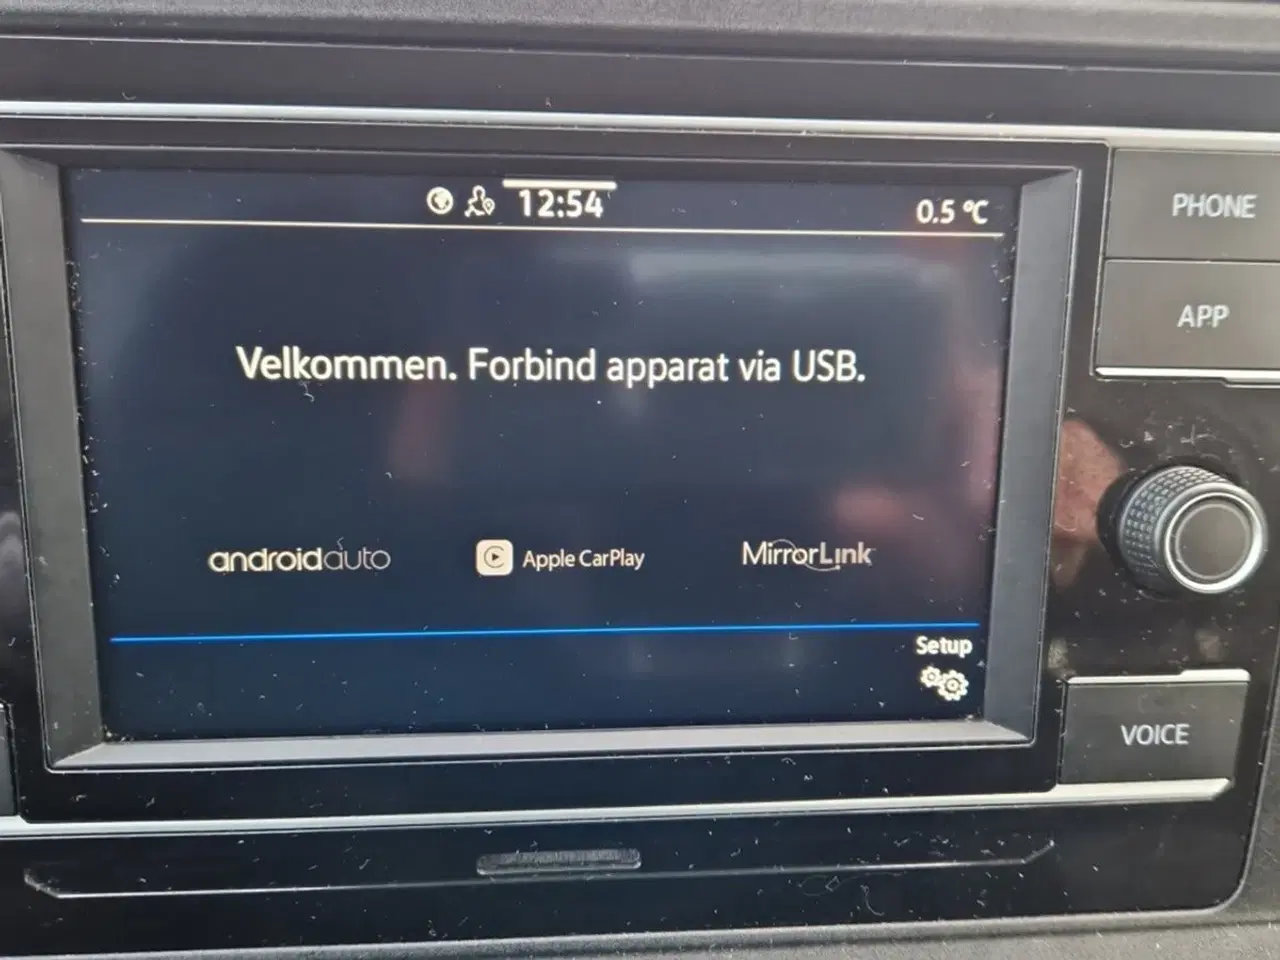 12:54
0.5 °C
PHONE
APP
Velkommen. Forbind apparat via USB.
androidauto
Apple CarPlay
MirrorLink
Setup
VOICE